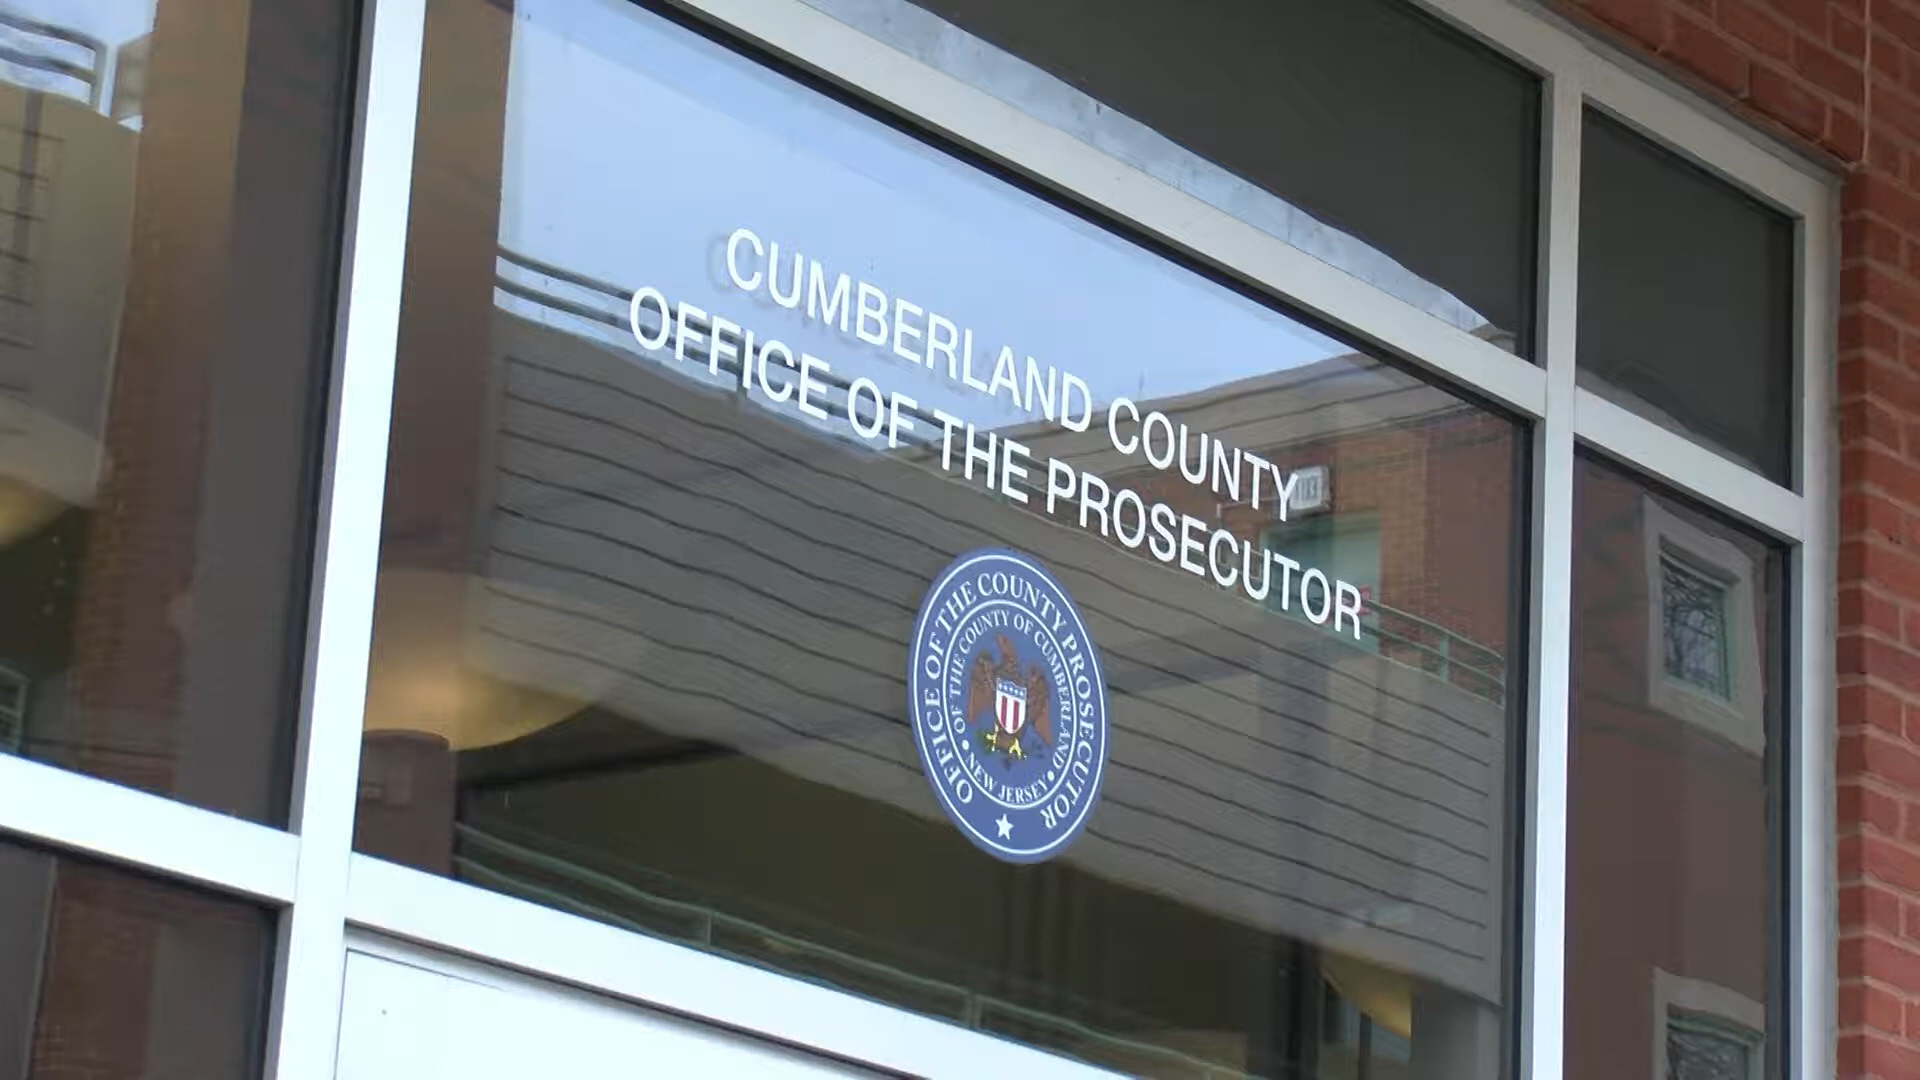 CUMBERLAND COUNTY
OFFICE OF THE PROSECUTOR
OFFICE OF THE COUNTY PROSECUTOR
OF THE COUNTY OF CUMBERLAND
NEW JERSEY